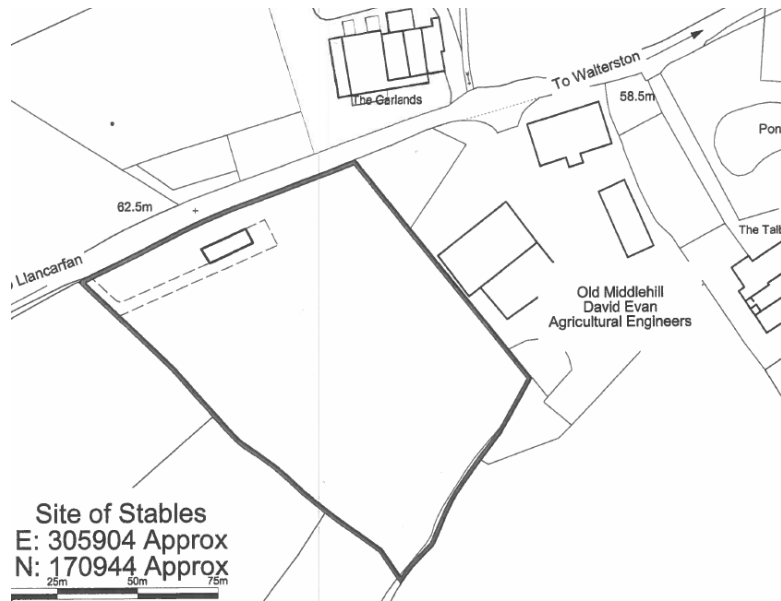 To Walterston
58.5m
The Garlands
Pon
62.5m
The Talb
Llancarfan
Old Middlehill
David Evan
Agricultural Engineers
Site of Stables
E: 305904 Approx
N: 170944 Approx
25m 50m 75m